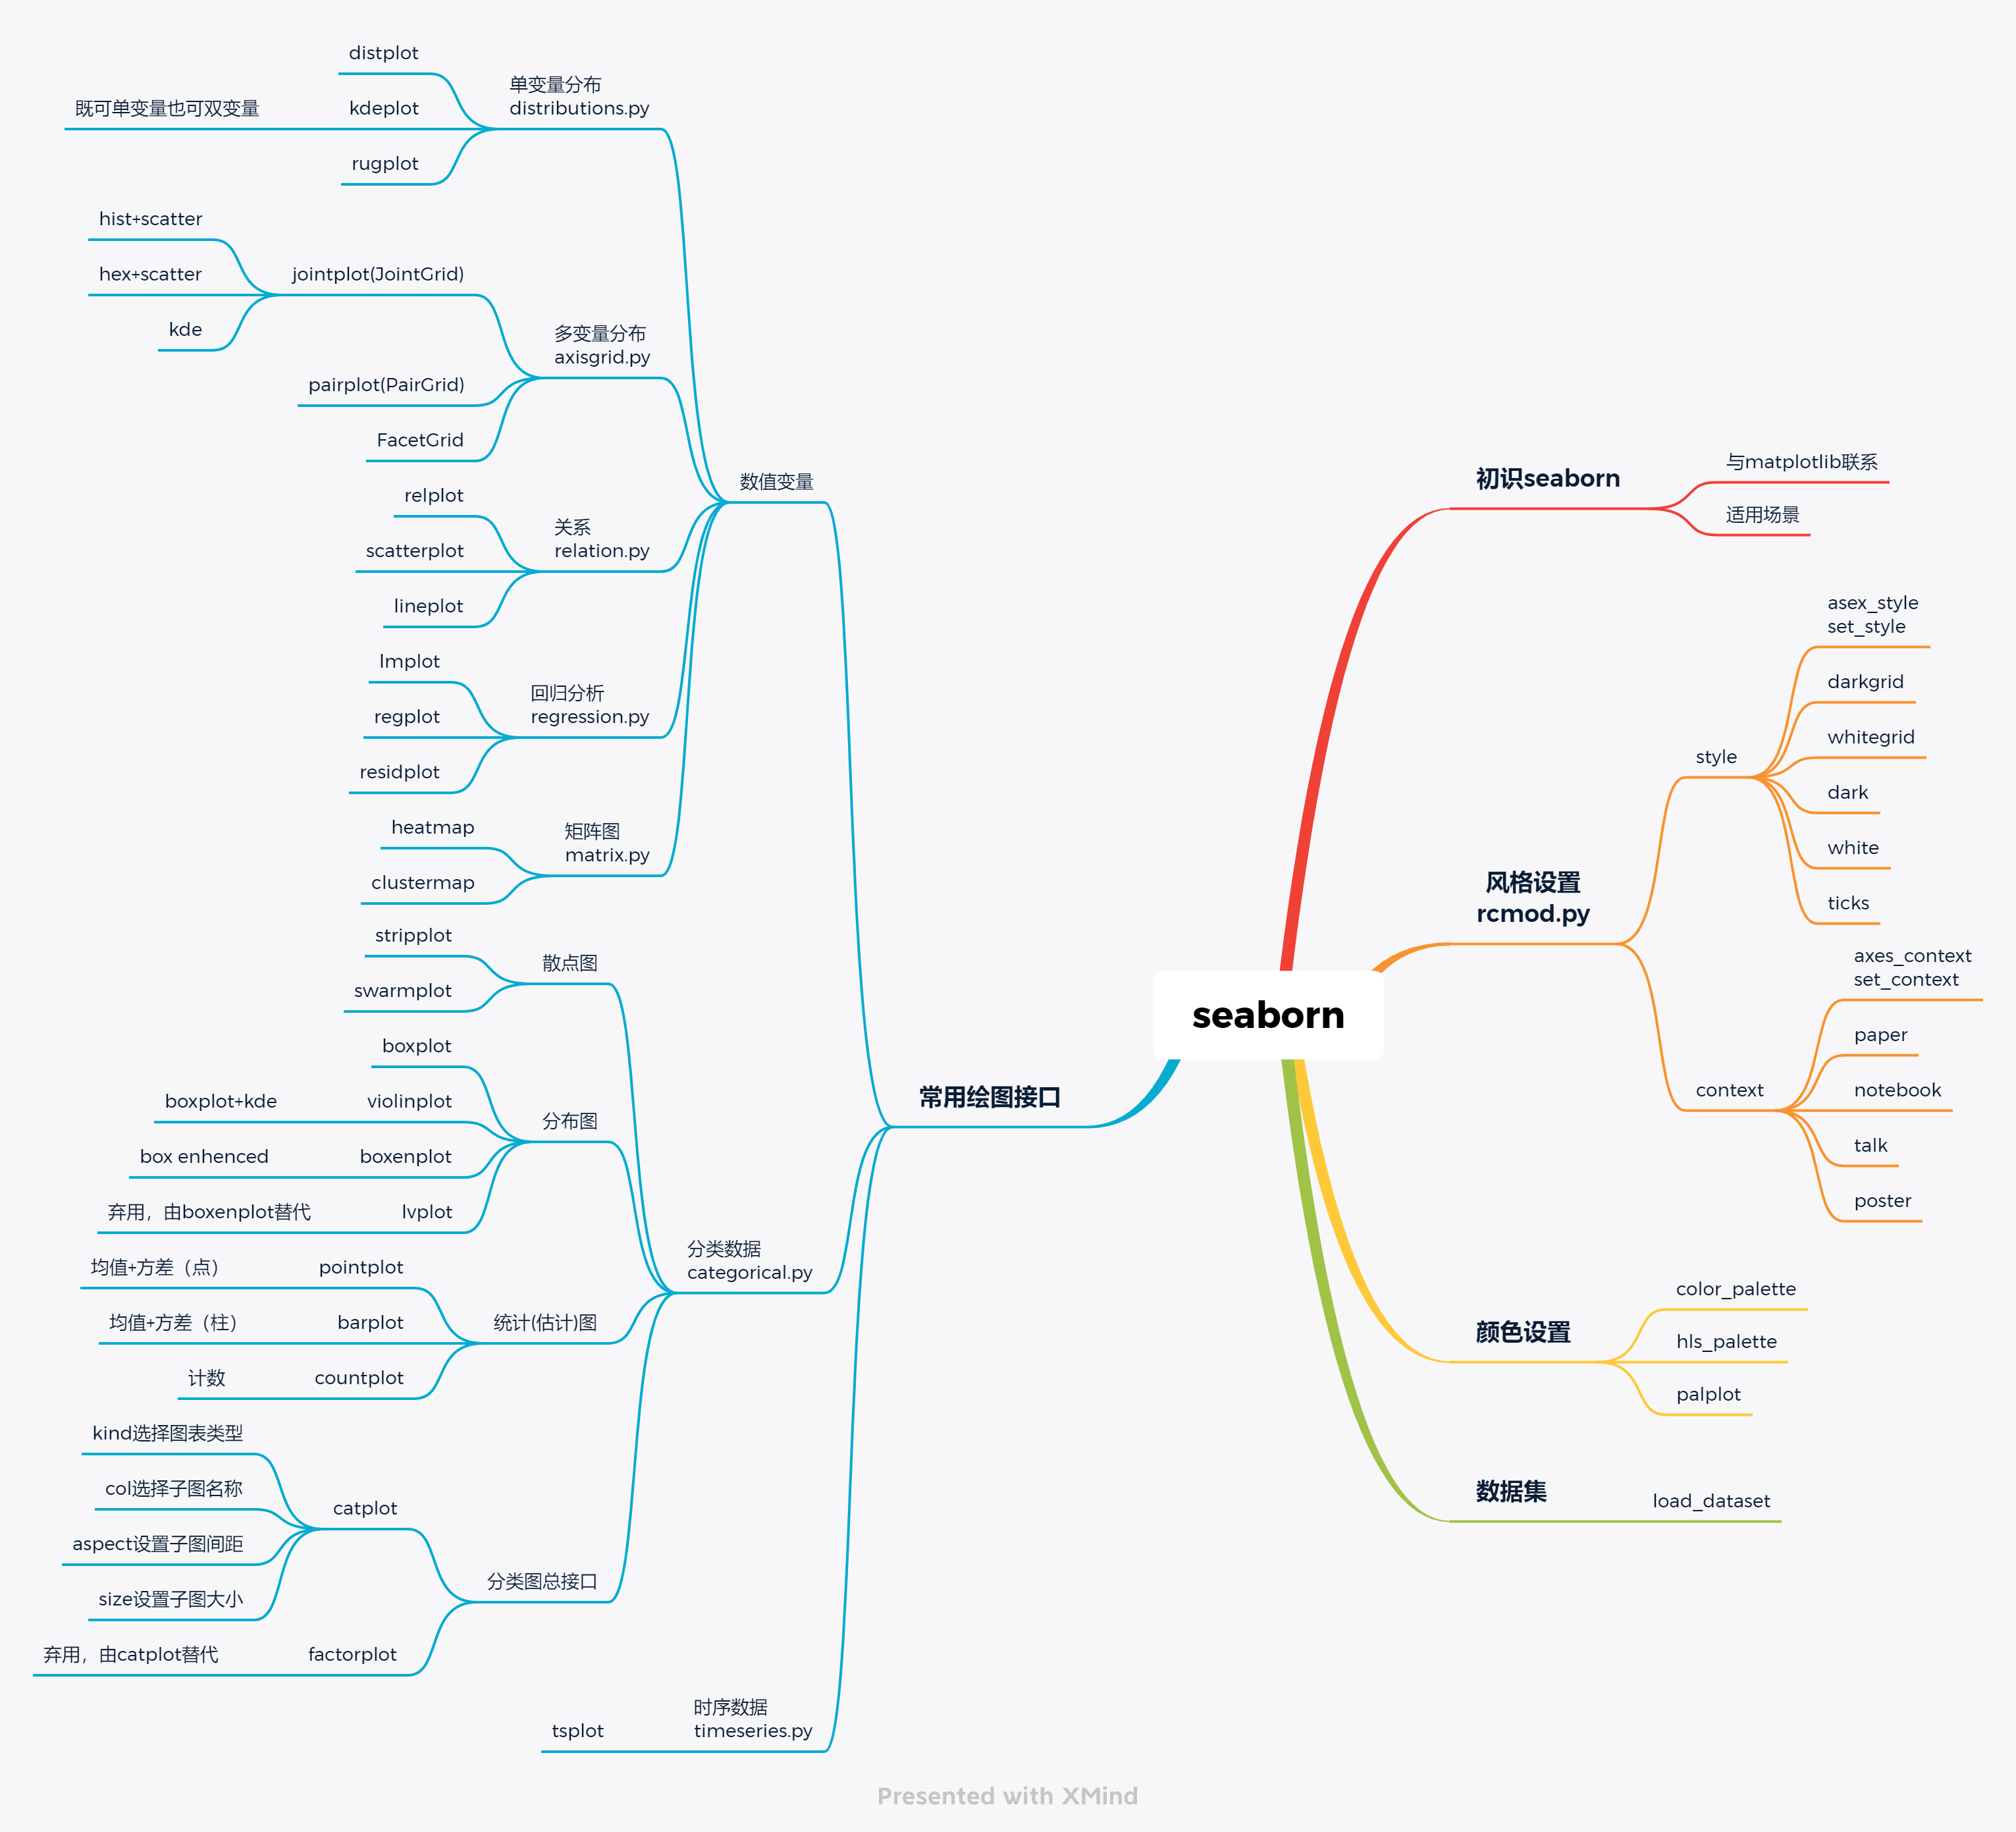 seaborn
初识seaborn
与matplotlib联系
适用场景
风格设置
rcmod.py
style
asex_style
set_style
darkgrid
whitegrid
dark
white
ticks
context
axes_context
set_context
paper
notebook
talk
poster
颜色设置
color_palette
hls_palette
palplot
数据集
load_dataset
常用绘图接口
数值变量
单变量分布
distributions.py
distplot
kdeplot
既可单变量也可双变量
rugplot
多变量分布
axisgrid.py
jointplot(JointGrid)
hist+scatter
hex+scatter
kde
pairplot(PairGrid)
FacetGrid
关系
relation.py
relplot
scatterplot
lineplot
回归分析
regression.py
lmplot
regplot
residplot
矩阵图
matrix.py
heatmap
clustermap
分类数据
categorical.py
散点图
stripplot
swarmplot
分布图
boxplot
violinplot
boxplot+kde
boxenplot
box enhenced
lvplot
弃用，由boxenplot替代
统计(估计)图
pointplot
均值+方差（点）
barplot
均值+方差（柱）
countplot
计数
分类图总接口
catplot
kind选择图表类型
col选择子图名称
aspect设置子图间距
size设置子图大小
factorplot
弃用，由catplot替代
时序数据
timeseries.py
tsplot
Presented with XMind